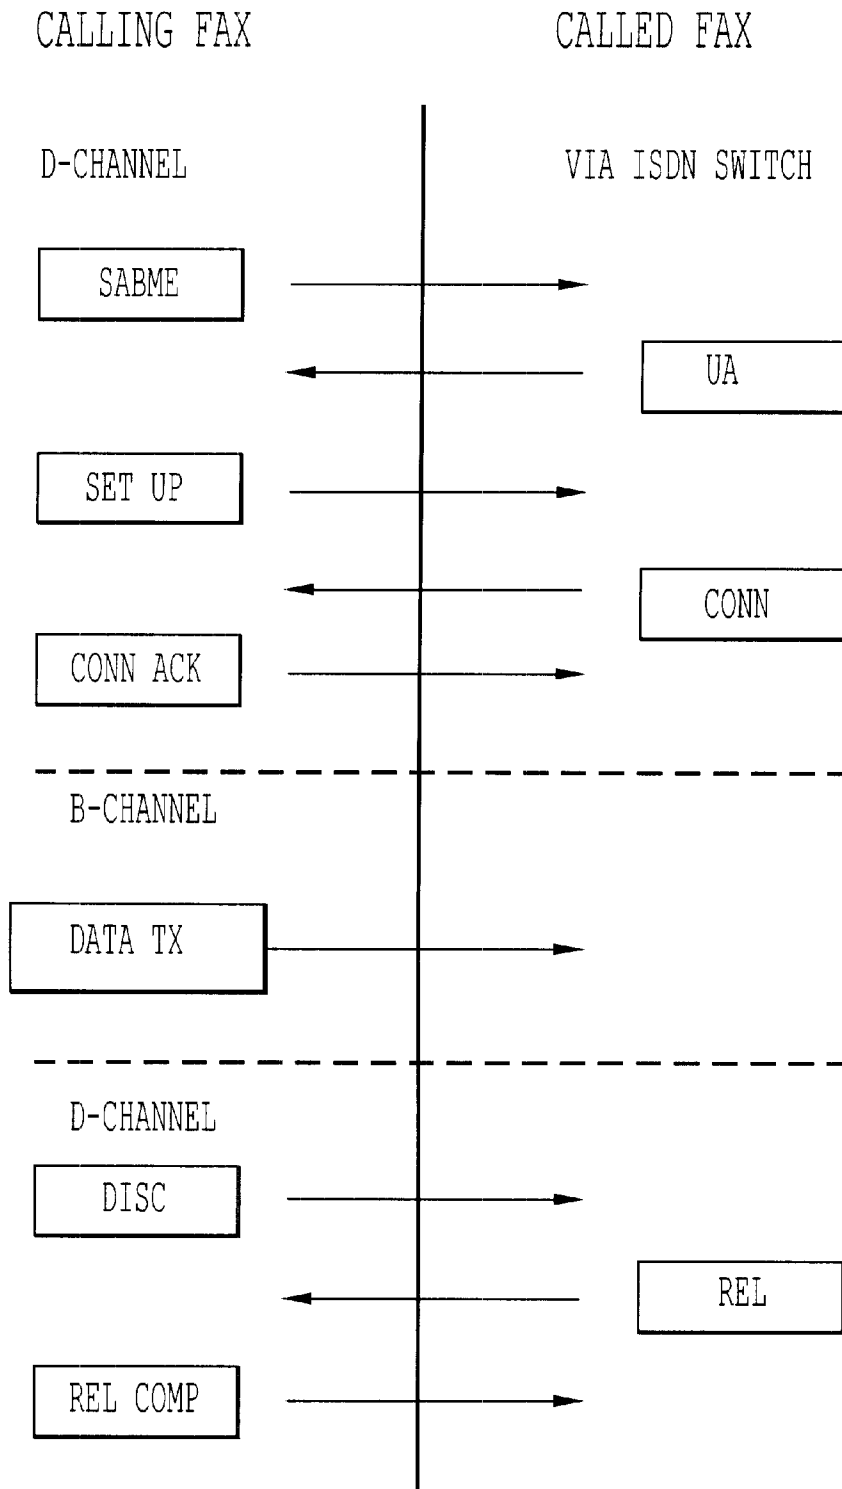 CALLING FAX
CALLED FAX
D-CHANNEL
VIA ISDN SWITCH
SABME
UA
SET UP
CONN
CONN ACK
B-CHANNEL
DATA TX
D-CHANNEL
DISC
REL
REL COMP